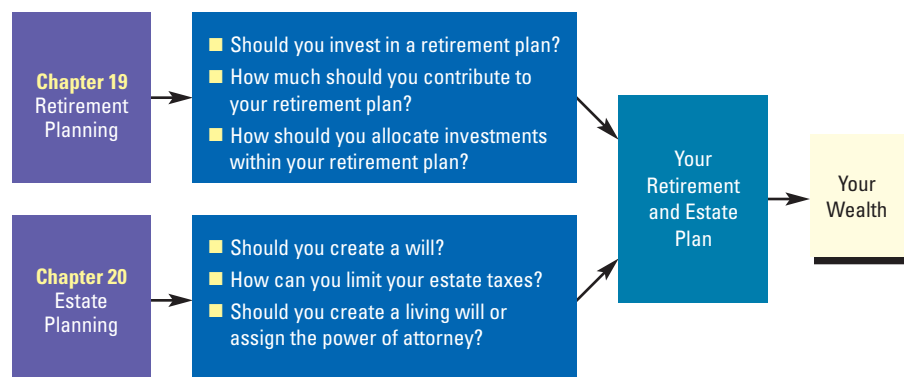 Chapter 19
Retirement
Planning
■ Should you invest in a retirement plan?
■ How much should you contribute to
your retirement plan?
■ How should you allocate investments
within your retirement plan?
Chapter 20
Estate
Planning
■ Should you create a will?
■ How can you limit your estate taxes?
■ Should you create a living will or
assign the power of attorney?
Your
Retirement
and Estate
Plan
Your
Wealth